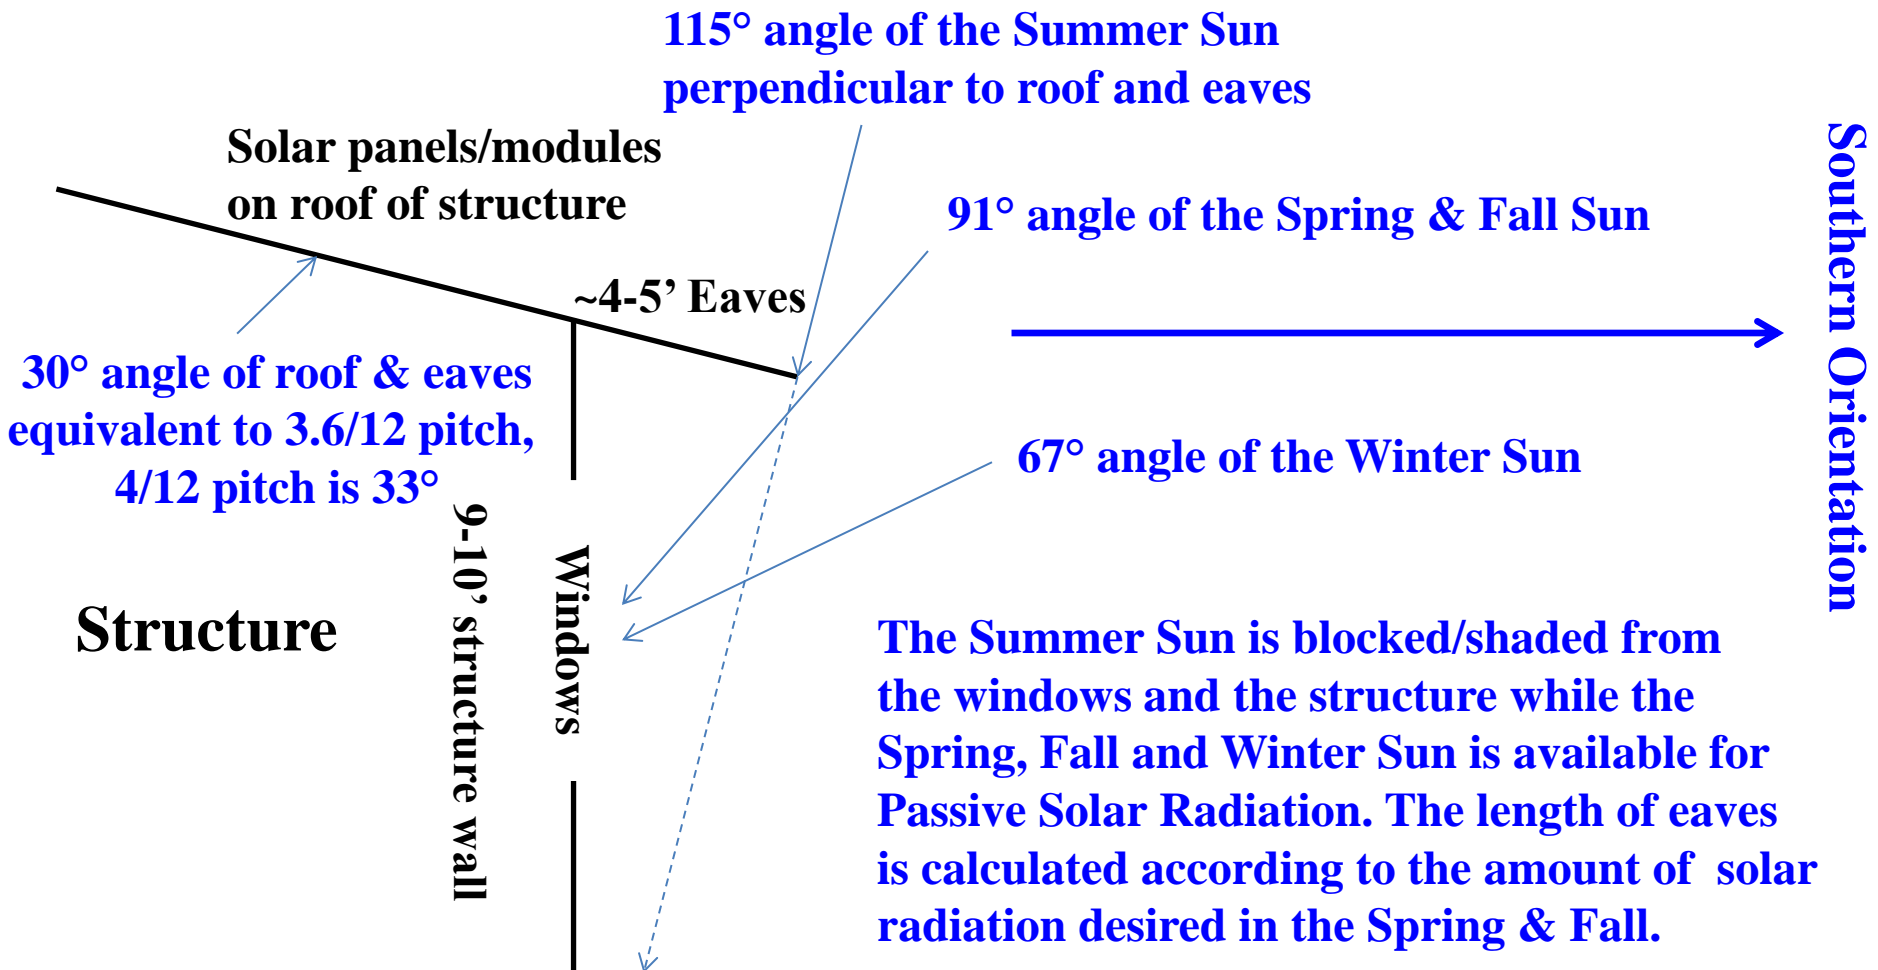 115° angle of the Summer Sun
perpendicular to roof and eaves
Solar panels/modules
on roof of structure
91° angle of the Spring & Fall Sun
Southern Orientation
~4-5’ Eaves
30° angle of roof & eaves
equivalent to 3.6/12 pitch,
4/12 pitch is 33°
67° angle of the Winter Sun
9-10’ structure wall
Windows
Structure
The Summer Sun is blocked/shaded from
the windows and the structure while the
Spring, Fall and Winter Sun is available for
Passive Solar Radiation. The length of eaves
is calculated according to the amount of  solar
radiation desired in the Spring & Fall.